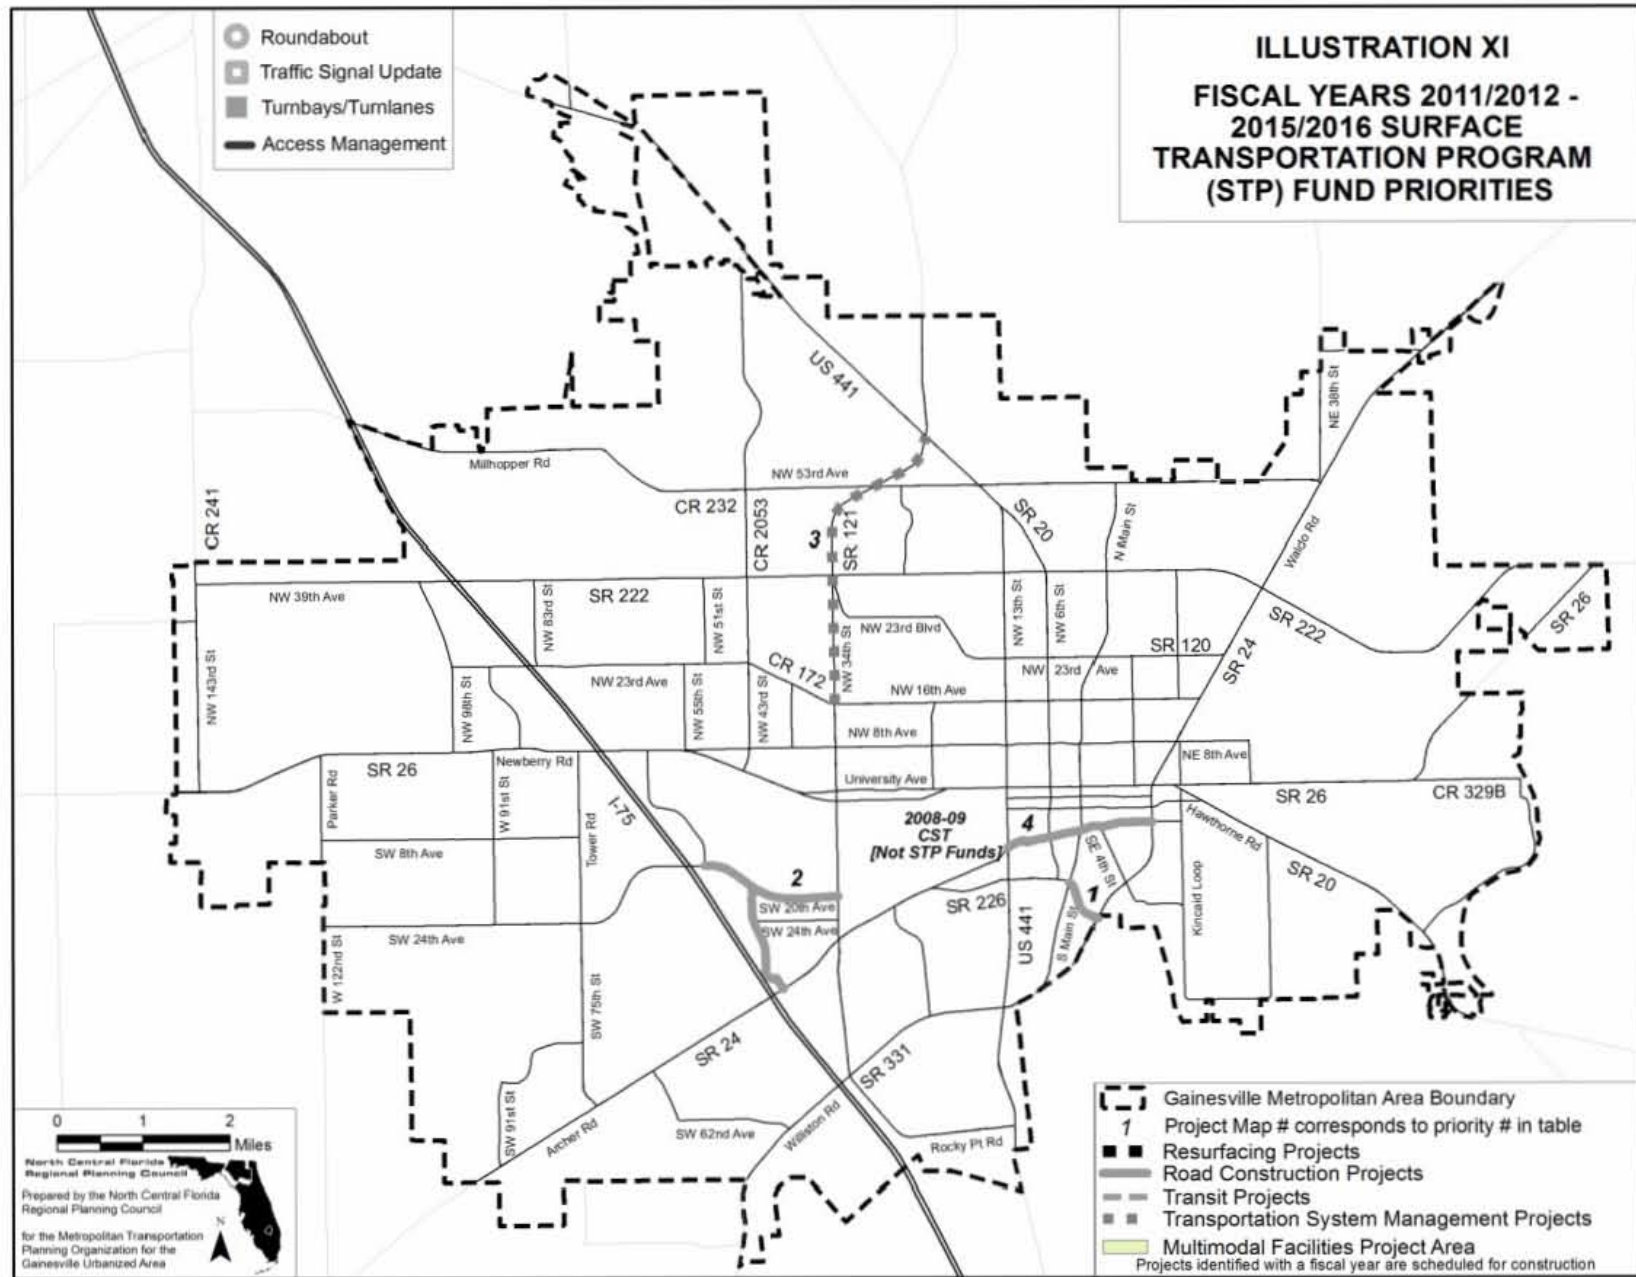 Roundabout
Traffic Signal Update
Turnbays/Turnlanes
Access Management
ILLUSTRATION XI
FISCAL YEARS 2011/2012 -
2015/2016 SURFACE
TRANSPORTATION PROGRAM
(STP) FUND PRIORITIES
US 441
NE 38th St
Millhopper Rd
NW 53rd Ave
CR 232
CR 241
CR 2053
3
SR 121
SR 20
N Main St
Waldo Rd
NW 39th Ave
NW 83rd St
SR 222
NW 51st St
NW 23rd Blvd
NW 13th St
NW 6th St
SR 120
SR 24
SR 222
SR 26
NW 143rd St
NW 98th St
NW 23rd Ave
NW 55th St
NW 43rd St
CR 172
NW 34th St
NW 16th Ave
NW 23rd Ave
NW 8th Ave
NE 8th Ave
SR 26
Newberry Rd
University Ave
SR 26
CR 329B
Parker Rd
W 91st St
Tower Rd
I-75
2008-09
CST
[Not STP Funds]
4
Hawthorne Rd
SW 8th Ave
SE 4th St
SR 20
2
1
Kincaid Loop
SW 20th Ave
SR 226
SW 24th Ave
SW 24th Ave
US 441
S Main St
W 122nd St
SW 75th St
SR 24
SR 331
SW 91st St
Archer Rd
SW 62nd Ave
Williston Rd
Rocky Pt Rd
0 1 2
Miles
North Central Florida
Regional Planning Council
Prepared by the North Central Florida
Regional Planning Council
N
for the Metropolitan Transportation
Planning Organization for the
Gainesville Urbanized Area
Gainesville Metropolitan Area Boundary
1 Project Map # corresponds to priority # in table
Resurfacing Projects
Road Construction Projects
Transit Projects
Transportation System Management Projects
Multimodal Facilities Project Area
Projects identified with a fiscal year are scheduled for construction